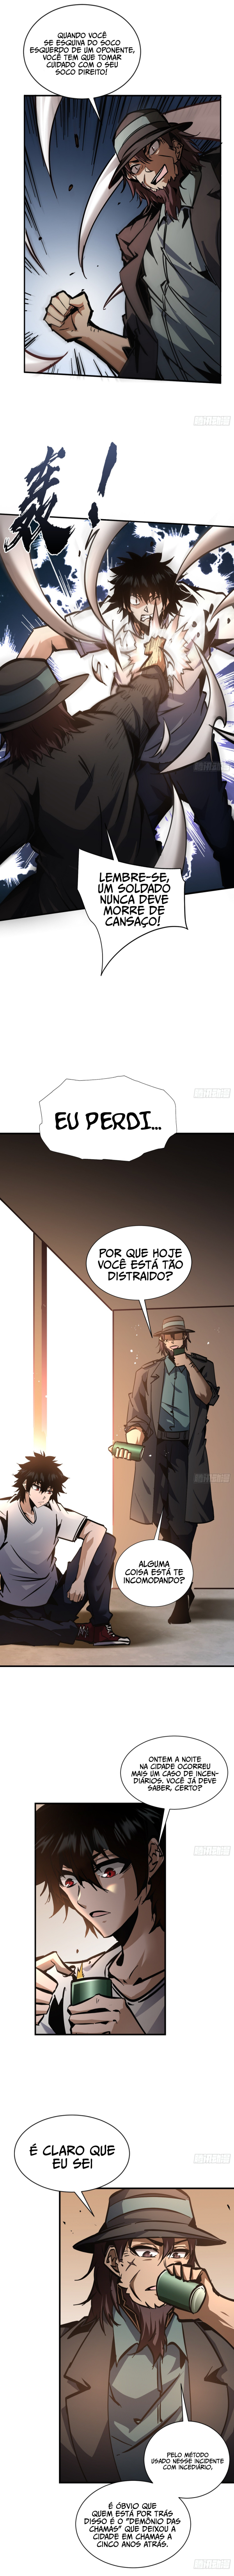 QUANDO VOCÊ
SE ESQUIVA DO SOCO
ESQUERDO DE UM OPONENTE,
VOCÊ TEM QUE TOMAR
CUIDADO COM O SEU
SOCO DIREITO!
LEMBRE-SE,
UM SOLDADO
NUNCA DEVE
MORRE DE
CANSAÇO!
EU PERDI...
POR QUE HOJE
VOCÊ ESTÁ TÃO
DISTRAIDO?
ALGUMA
COISA ESTÁ TE
INCOMODANDO?
ONTEM A NOITE
NA CIDADE OCORREU
MAIS UM CASO DE INCEN-
DIÁRIOS. VOCÊ JÁ DEVE
SABER, CERTO?
É CLARO QUE
EU SEI
PELO MÉTODO
USADO NESSE INCIDENTE
COM INCEDIÁRIO,
É ÓBVIO QUE
QUEM ESTÁ POR TRÁS
DISSO É O "DEMÔNIO DAS
CHAMAS" QUE DEIXOU A
CIDADE EM CHAMAS A
CINCO ANOS ATRÁS.